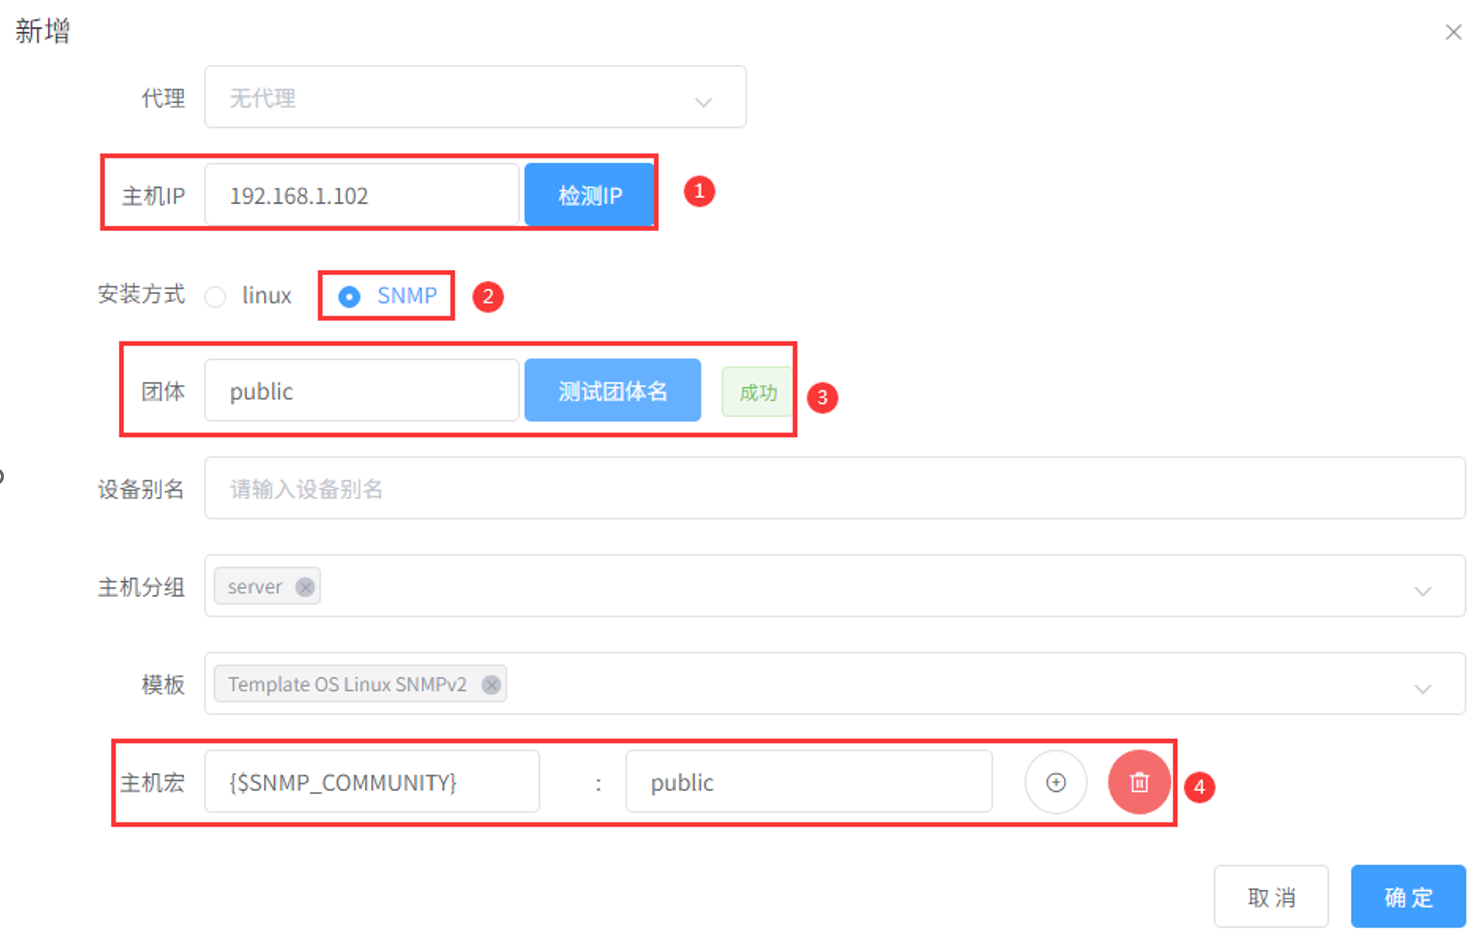 新增
代理 无代理
主机IP 192.168.1.102 检测IP 1
安装方式 linux SNMP 2
团体 public 测试团体名 成功 3
设备别名 请输入设备别名
主机分组 server
模板 Template OS Linux SNMPv2
主机宏 {$SNMP_COMMUNITY} : public 4
取 消 确 定